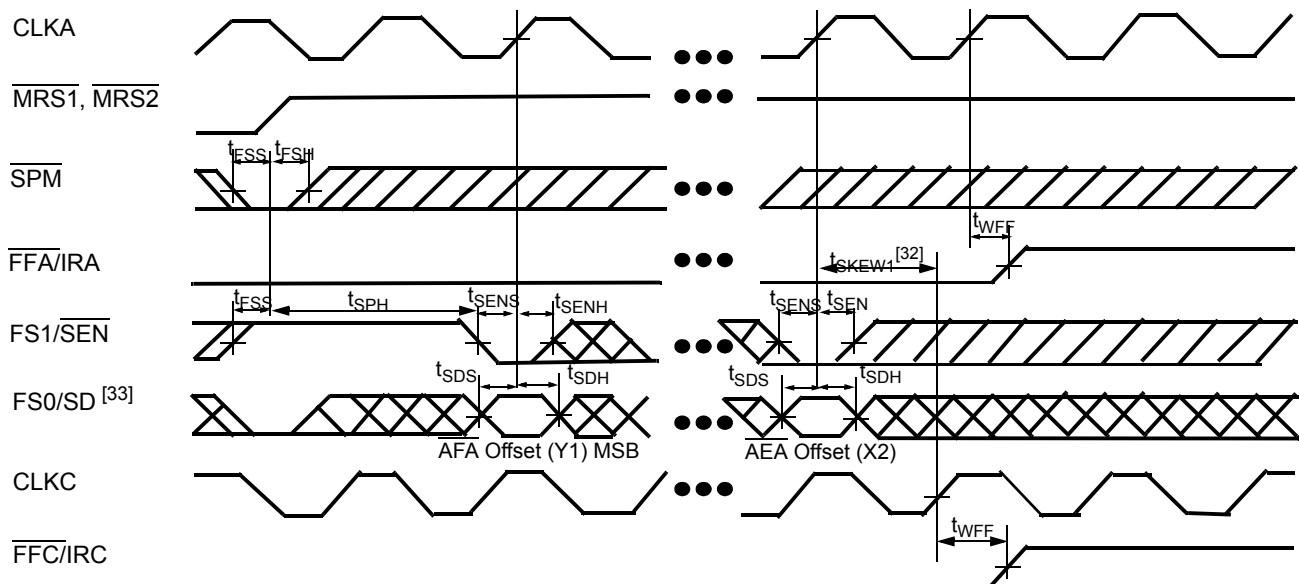 CLKA
MRS1, MRS2
tFSS tFSH
SPM
tWFF
FFA/IRA
tSKEW1[32]
tFSS tSPH tSENS tSENH tSENS tSEN
FS1/SEN
tSDS tSDH tSDS tSDH
FS0/SD [33]
AFA Offset (Y1) MSB AEA Offset (X2)
CLKC
tWFF
FFC/IRC